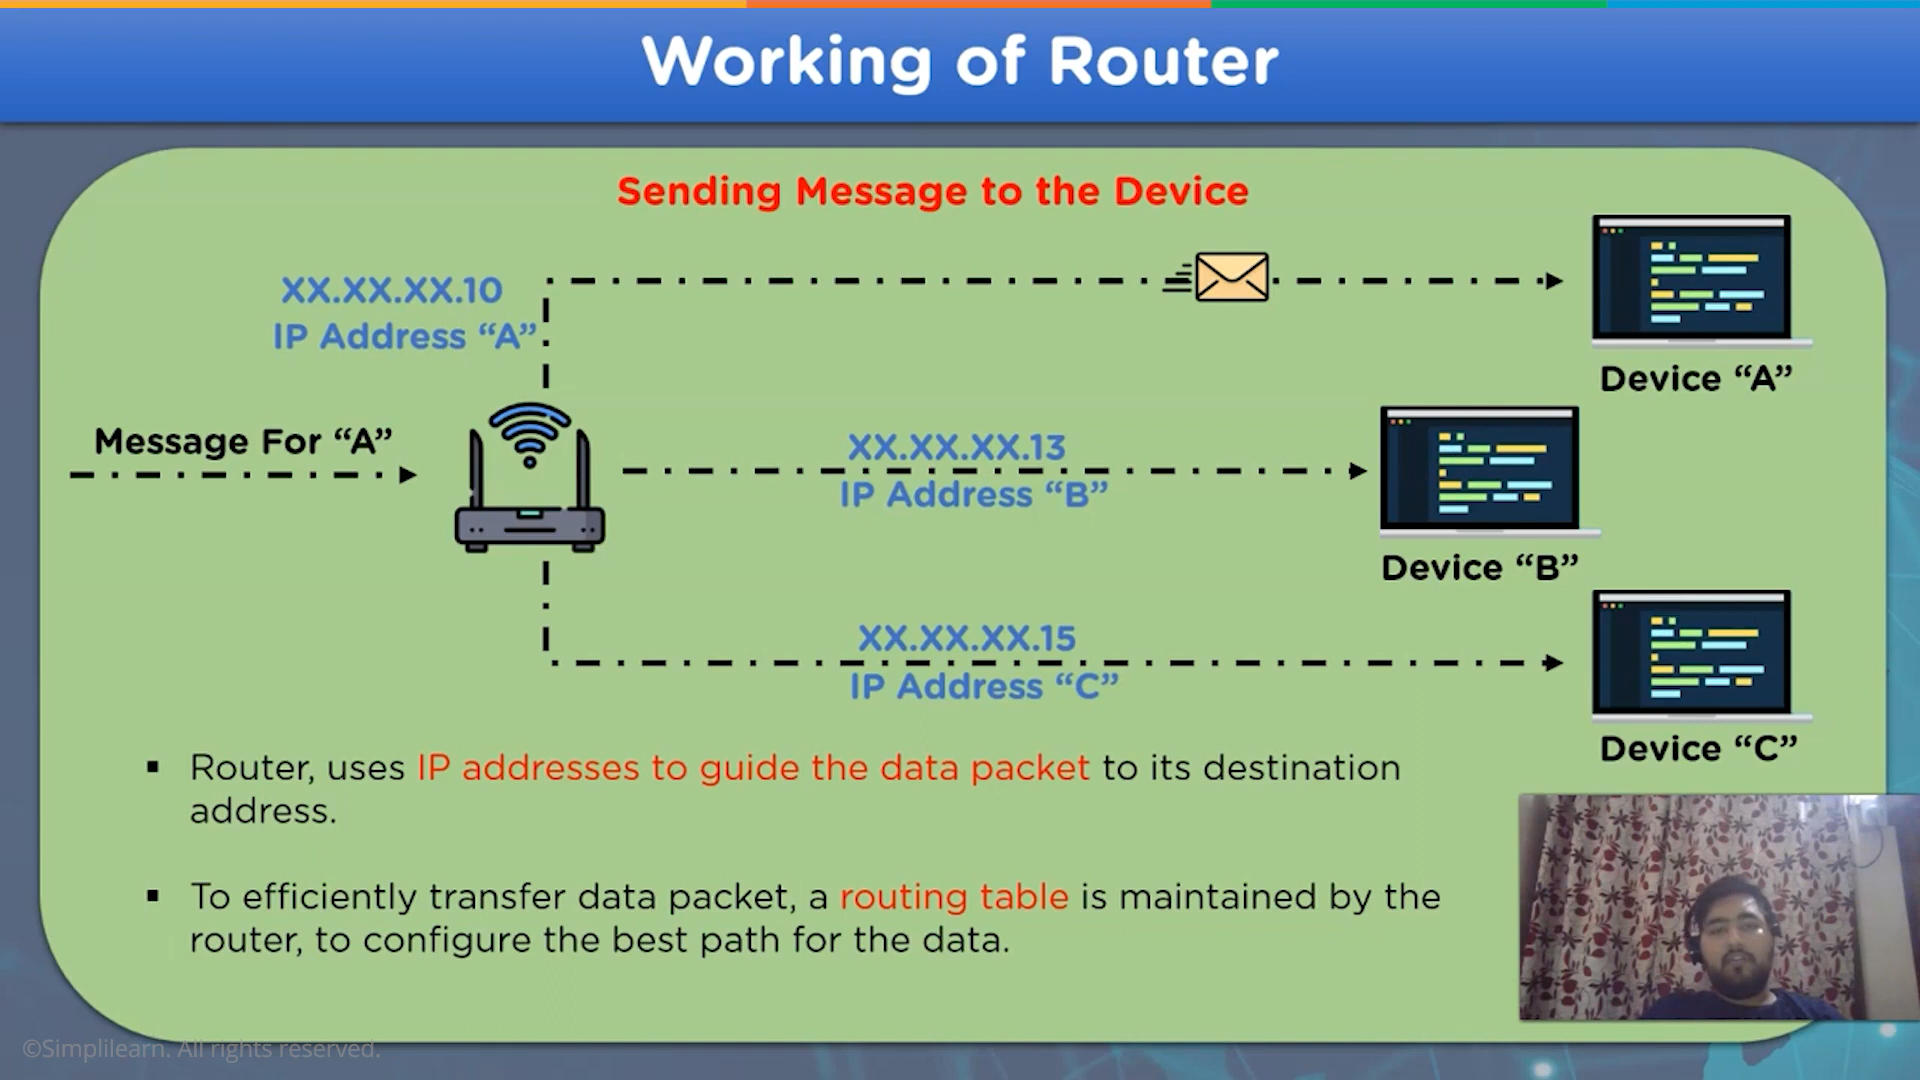 Working of Router
Sending Message to the Device
XX.XX.XX.10
IP Address “A”
Device “A”
Message For “A”
XX.XX.XX.13
IP Address “B”
Device “B”
XX.XX.XX.15
IP Address “C”
Device “C”
▪ Router, uses IP addresses to guide the data packet to its destination
address.
▪ To efficiently transfer data packet, a routing table is maintained by the
router, to configure the best path for the data.
©Simplilearn. All rights reserved.